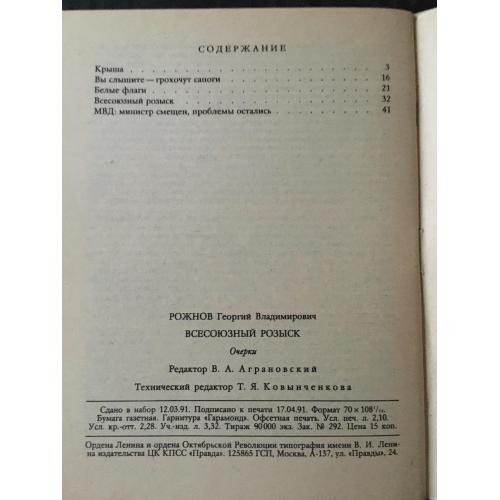 СОДЕРЖАНИЕ
Крыша . . . . . . . . . . . . . . . . . . 3
Вы слышите — грохочут сапоги . . . . . . . . 16
Белые флаги . . . . . . . . . . . . . . . . 21
Всесоюзный розыск . . . . . . . . . . . . . 32
МВД: министр смещен, проблемы остались . . . . . 41
РОЖНОВ Георгий Владимирович
ВСЕСОЮЗНЫЙ РОЗЫСК
Очерки
Редактор В. А. Аграновский
Технический редактор Т. Я. Ковынченкова
Сдано в набор 12.03.91. Подписано к печати 17.04.91. Формат 70 × 108¹/₃₂.
Бумага газетная. Гарнитура «Гарамонд». Офсетная печать. Усл. печ. л. 2,10.
Усл. кр.-отт. 2,28. Уч.-изд. л. 3,32. Тираж 90 000 экз. Зак. № 292. Цена 15 коп.
Ордена Ленина и ордена Октябрьской Революции типография имени В. И. Лени-
на издательства ЦК КПСС «Правда». 125865 ГСП, Москва, А-137, ул. «Правды», 24.